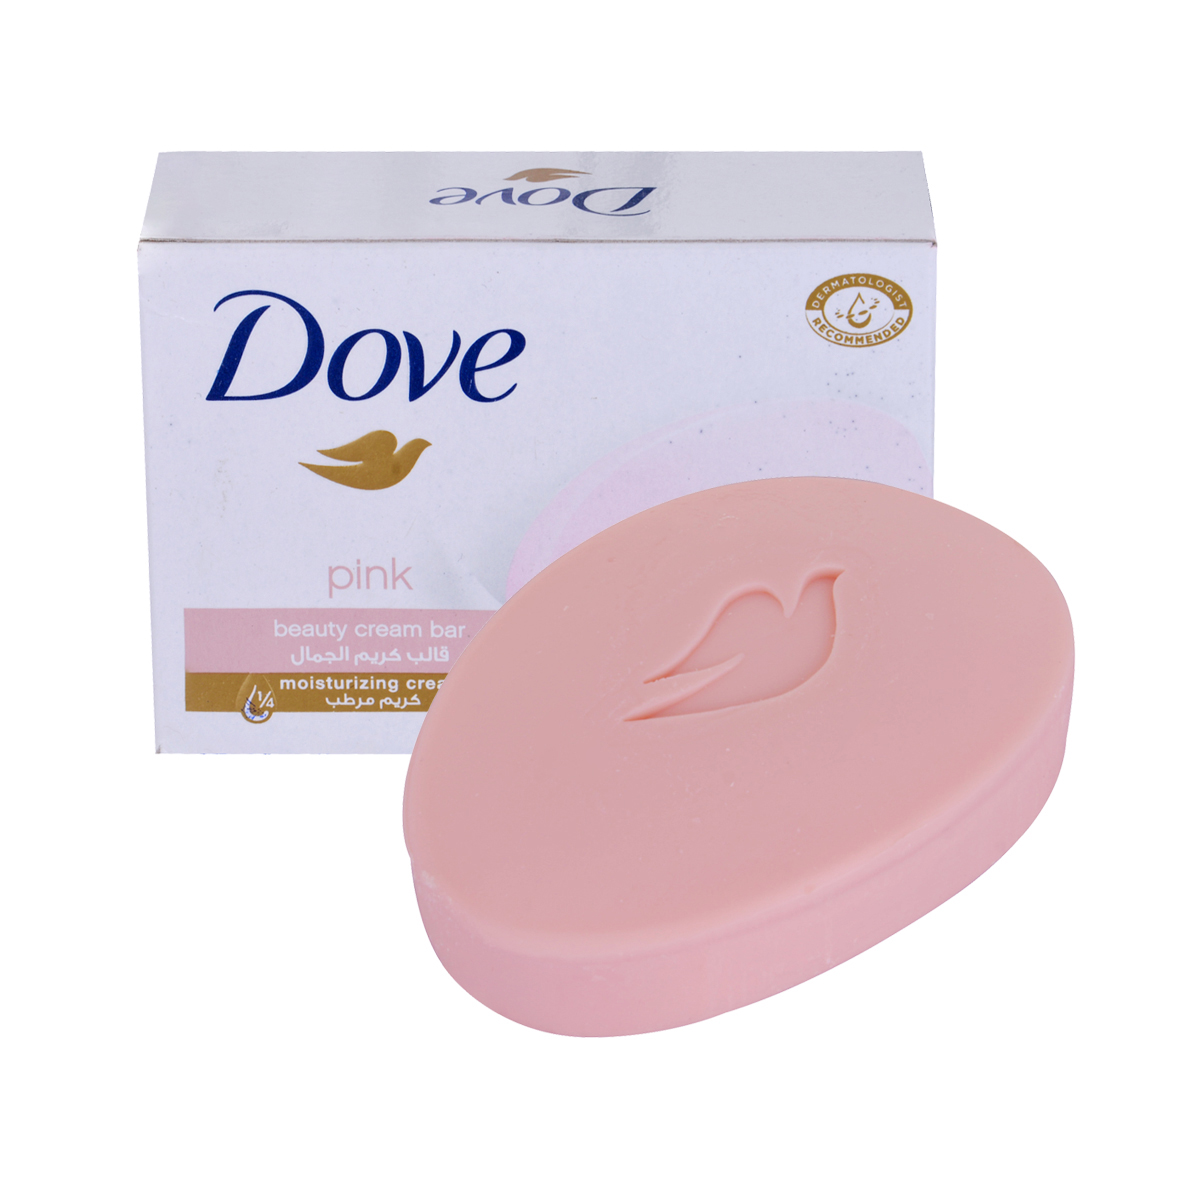 Dove
Dove
DERMATOLOGIST
RECOMMENDED
pink
beauty cream bar
قالب كريم الجمال
1/4
moisturizing crea
كريم مرطب